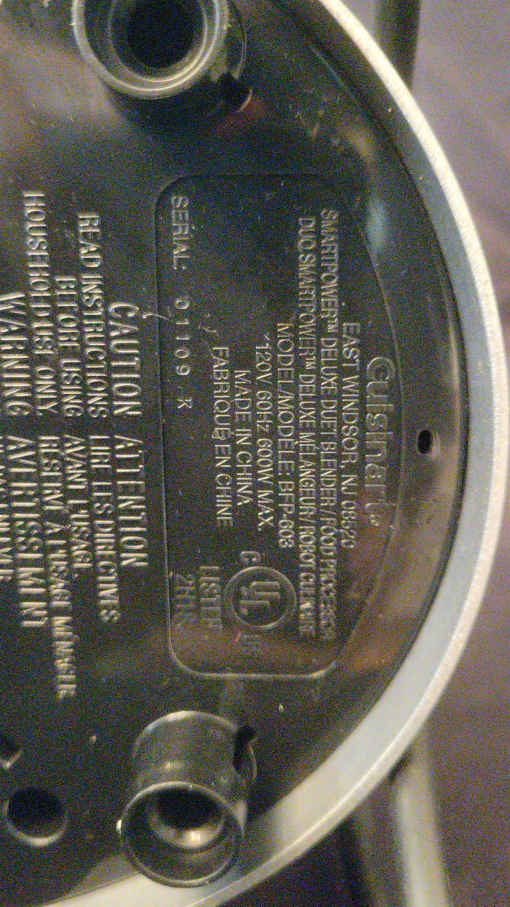 Cuisinart®
EAST WINDSOR, NJ 08520
SMARTPOWER™ DELUXE DUET BLENDER/FOOD PROCESSOR
DUO SMARTPOWER™ DELUXE MÉLANGEUR/ROBOT CULINAIRE
MODEL/MODÈLE: BFP-603
120V 60Hz 600W MAX.
MADE IN CHINA
FABRIQUÉ EN CHINE
C UL US
LISTED
SERIAL: 01109 R
CAUTION ATTENTION
READ INSTRUCTIONS LIRE LES DIRECTIVES
BEFORE USING AVANT L'USAGE
HOUSEHOLD USE ONLY RÉSERVÉ À L'USAGE MÉNAGER
WARNING AVERTISSEMENT